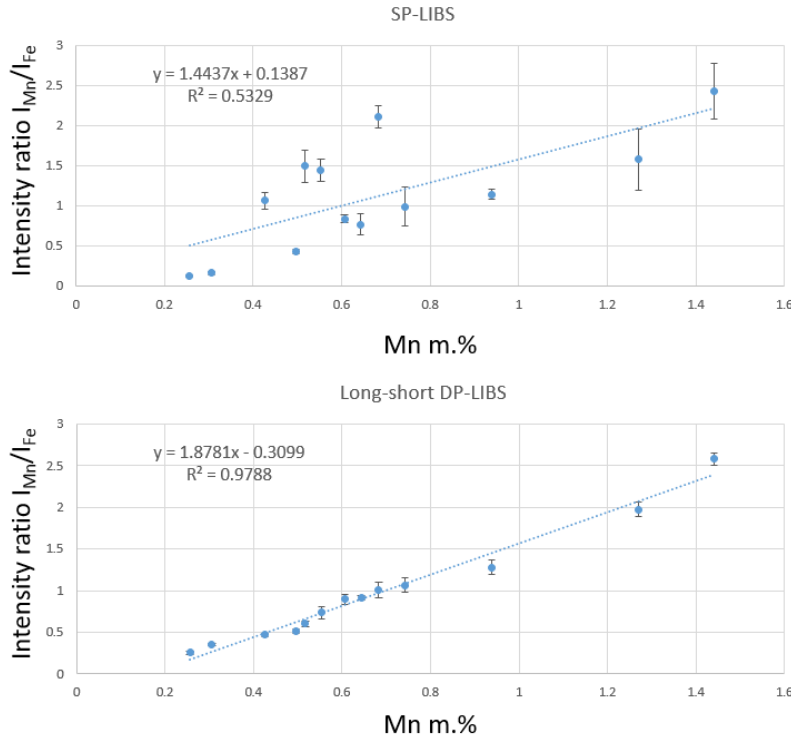 SP-LIBS
y = 1.4437x + 0.1387
R² = 0.5329
Intensity ratio I_Mn/I_Fe
3
2.5
2
1.5
1
0.5
0
0 0.2 0.4 0.6 0.8 1 1.2 1.4 1.6
Mn m.%
Long-short DP-LIBS
y = 1.8781x - 0.3099
R² = 0.9788
Intensity ratio I_Mn/I_Fe
3
2.5
2
1.5
1
0.5
0
0 0.2 0.4 0.6 0.8 1 1.2 1.4 1.6
Mn m.%